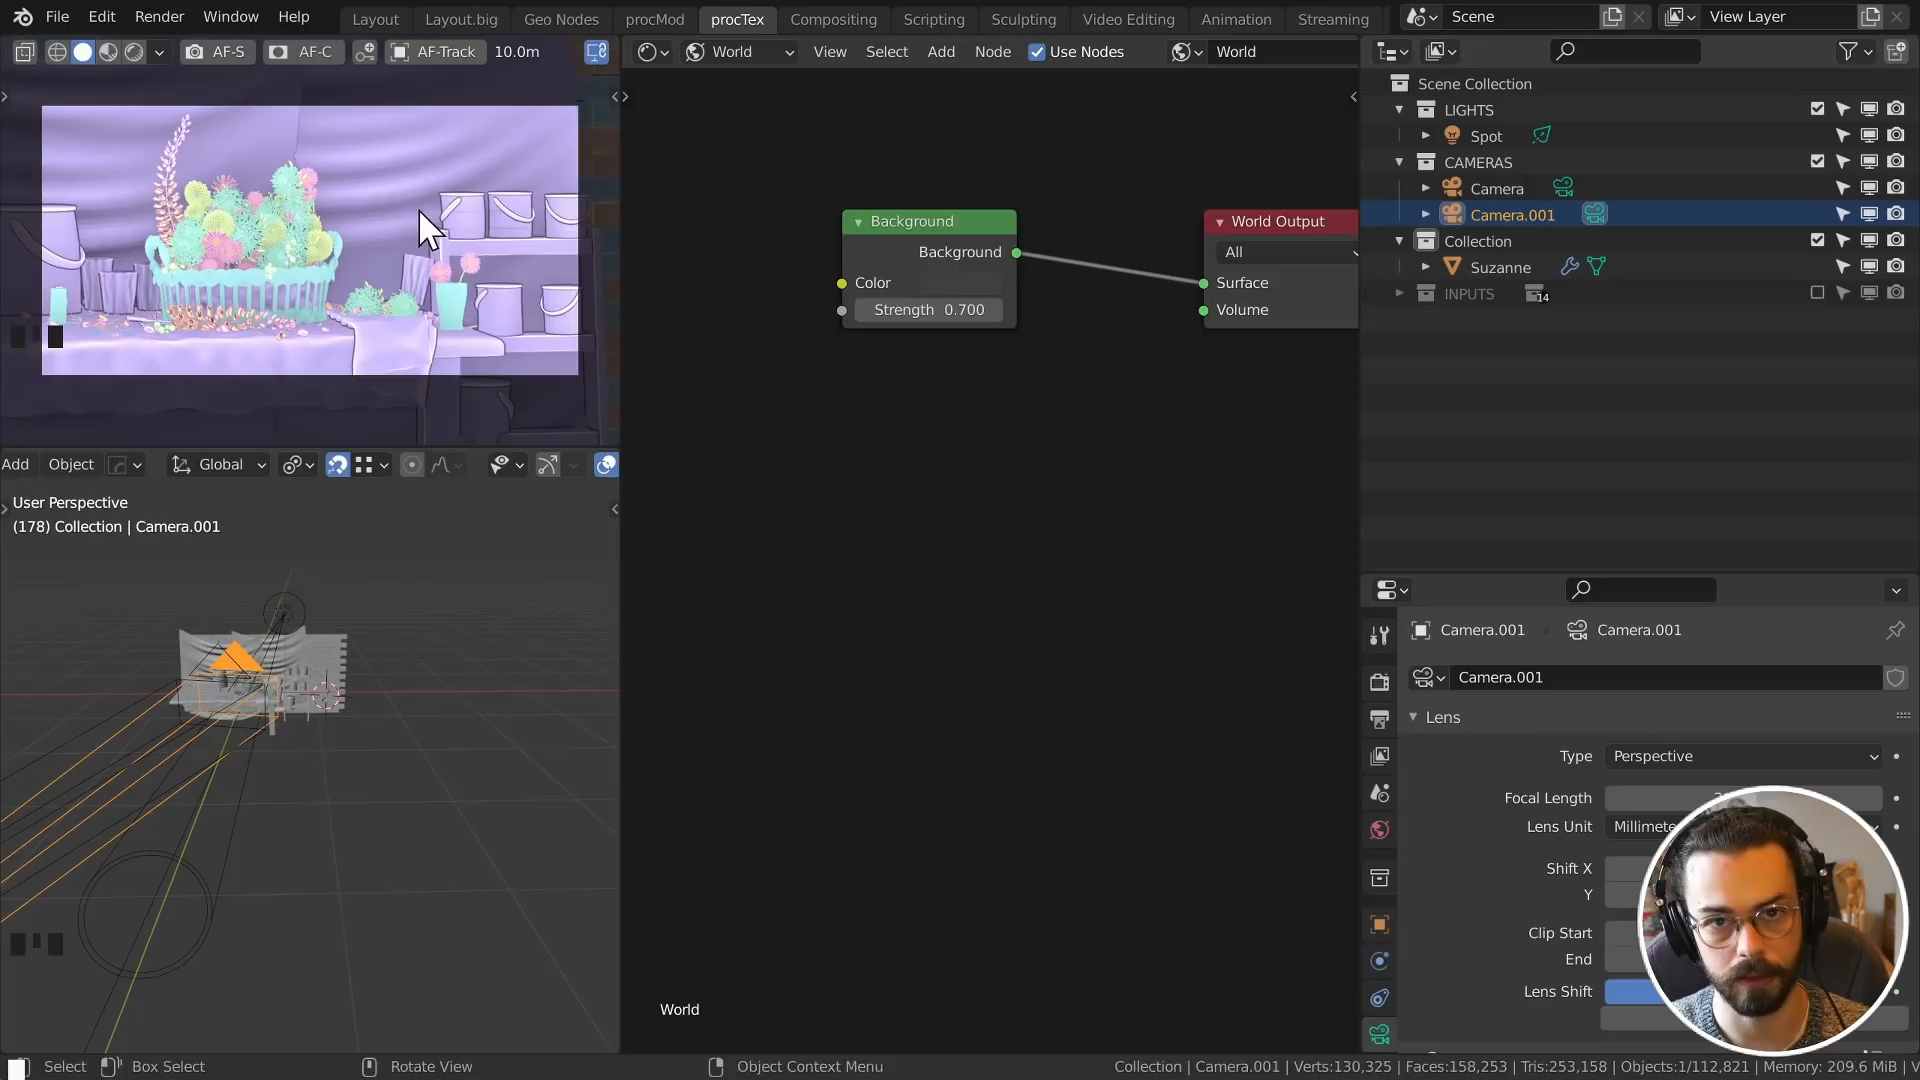 File Edit Render Window Help Layout Layout.big Geo Nodes procMod procTex Compositing Scripting Sculpting Video Editing Animation Streaming Scene View Layer
AF-S AF-C AF-Track 10.0m World View Select Add Node Use Nodes World
Scene Collection
LIGHTS
Spot
CAMERAS
Camera
Camera.001
Collection
Suzanne
INPUTS 14
Background
Background
Color
Strength 0.700
World Output
All
Surface
Volume
Add Object Global
User Perspective
(178) Collection | Camera.001
World
Camera.001 Camera.001
Camera.001
Lens
Type Perspective
Focal Length
Lens Unit
Shift X
Y
Clip Start
End
Lens Shift
Select Box Select Rotate View Object Context Menu Collection | Camera.001 | Verts:130,325 | Faces:158,253 | Tris:253,158 | Objects:1/112,821 | Memory: 209.6 MiB | V